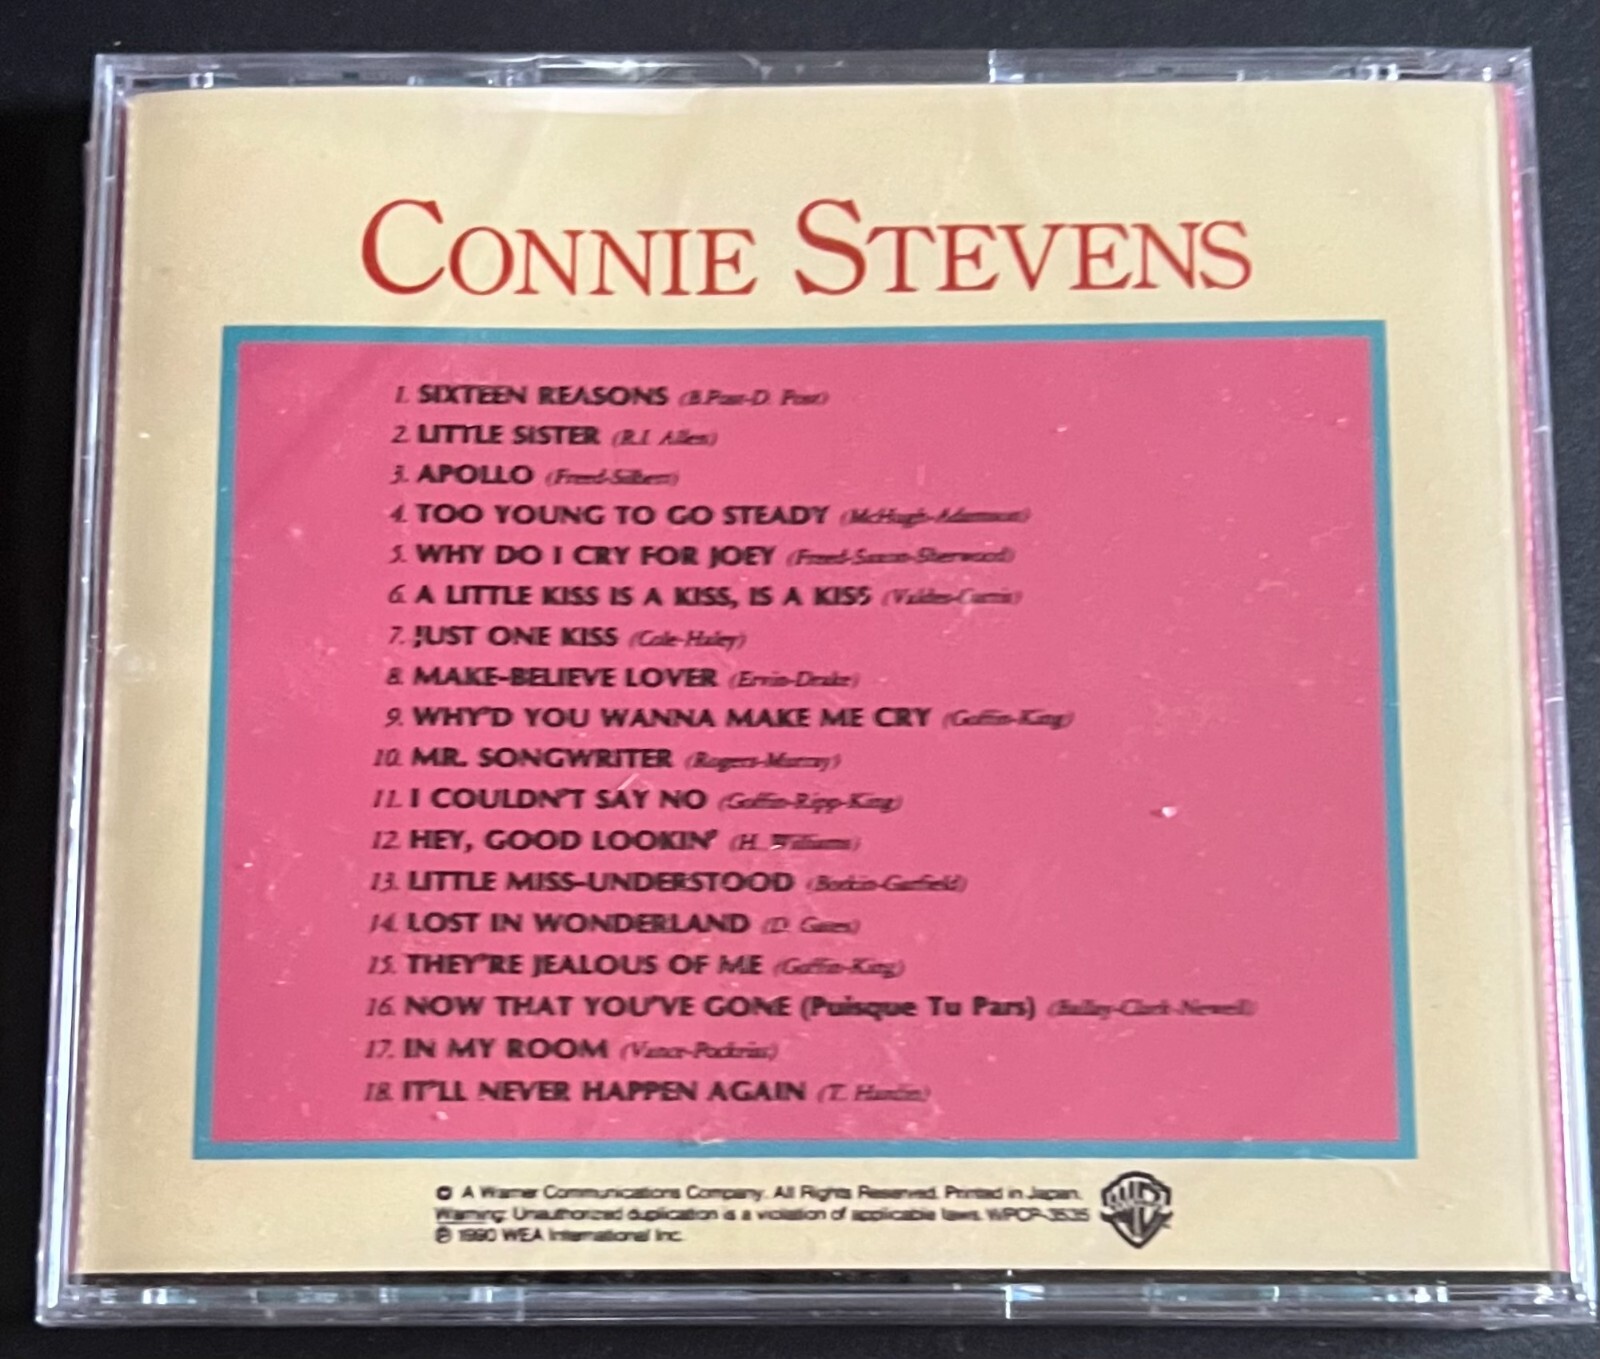 CONNIE STEVENS
1. SIXTEEN REASONS (B.Post-D. Post)
2. LITTLE SISTER (R.I. Allen)
3. APOLLO (Freed-Silbers)
4. TOO YOUNG TO GO STEADY (McHugh-Adamson)
5. WHY DO I CRY FOR JOEY (Freed-Saxon-Sherwood)
6. A LITTLE KISS IS A KISS, IS A KISS (Valdes-Curtis)
7. JUST ONE KISS (Cole-Haley)
8. MAKE-BELIEVE LOVER (Ervin-Drake)
9. WHY'D YOU WANNA MAKE ME CRY (Goffin-King)
10. MR. SONGWRITER (Rogers-Murray)
11. I COULDN'T SAY NO (Goffin-Ripp-King)
12. HEY, GOOD LOOKIN' (H. Williams)
13. LITTLE MISS-UNDERSTOOD (Botkin-Garfield)
14. LOST IN WONDERLAND (D. Gates)
15. THEY'RE JEALOUS OF ME (Goffin-King)
16. NOW THAT YOU'VE GONE (Puisque Tu Pars) (Bailey-Clark-Newell)
17. IN MY ROOM (Vance-Pockriss)
18. IT'LL NEVER HAPPEN AGAIN (T. Hardin)
A Warner Communications Company. All Rights Reserved. Printed in Japan.
Warning: Unauthorized duplication is a violation of applicable laws. WPCP-3535
℗ 1990 WEA International Inc.
WB